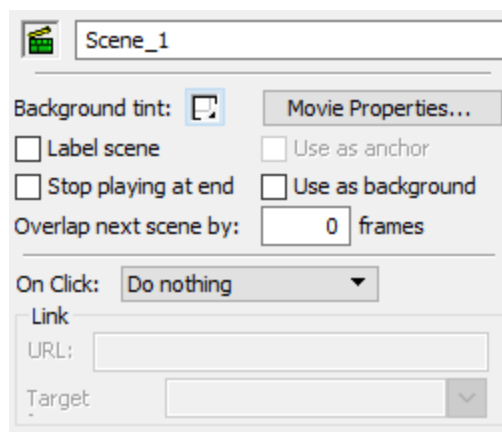 Scene_1
Background tint: Movie Properties...
Label scene Use as anchor
Stop playing at end Use as background
Overlap next scene by: 0 frames
On Click: Do nothing
Link
URL:
Target